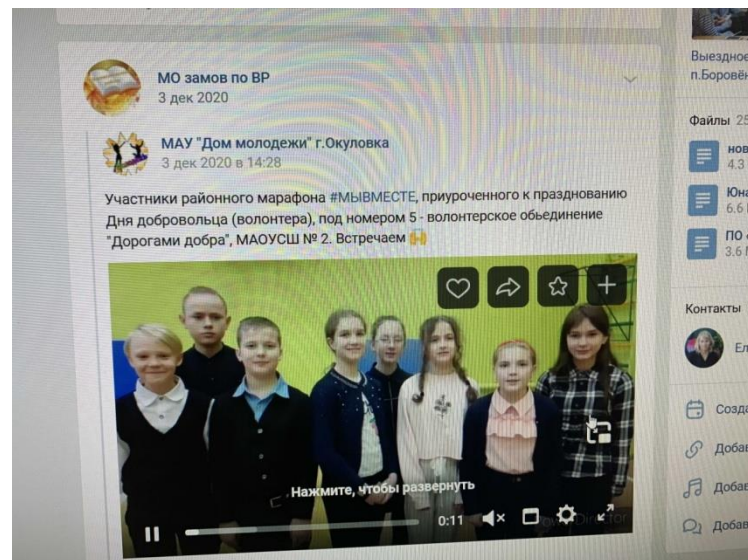 МО замов по ВР
3 дек 2020
МАУ "Дом молодежи" г.Окуловка
3 дек 2020 в 14:28
Участники районного марафона #МЫВМЕСТЕ, приуроченного к празднованию
Дня добровольца (волонтера), под номером 5 - волонтерское обьединение
"Дорогами добра", МАОУСШ № 2. Встречаем 🙌
Нажмите, чтобы развернуть
0:11
Выездное
п.Боровён
Файлы 25
нов
4.3
Юна
6.6
ПО
3.6
Контакты
Ел
Созда
Добав
Добав
Добав